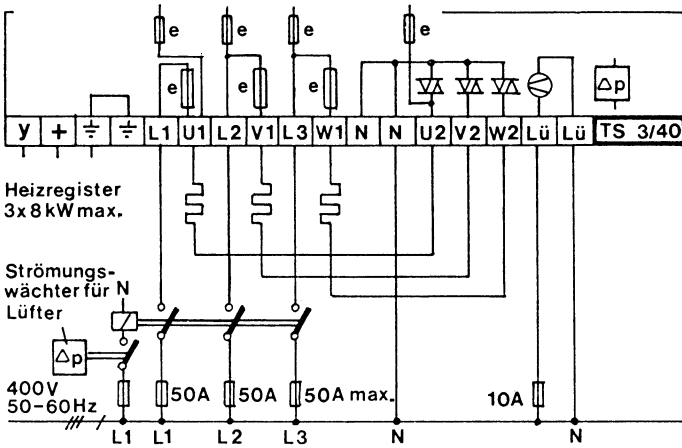 e e e e
e e e
Δp
y + L1 U1 L2 V1 L3 W1 N N U2 V2 W2 Lü Lü TS 3/40
Heizregister
3x8kW max.
Strömungs-
wächter für N
Lüfter
Δp
400V
50-60Hz
50A 50A 50A max. 10A
L1 L1 L2 L3 N N